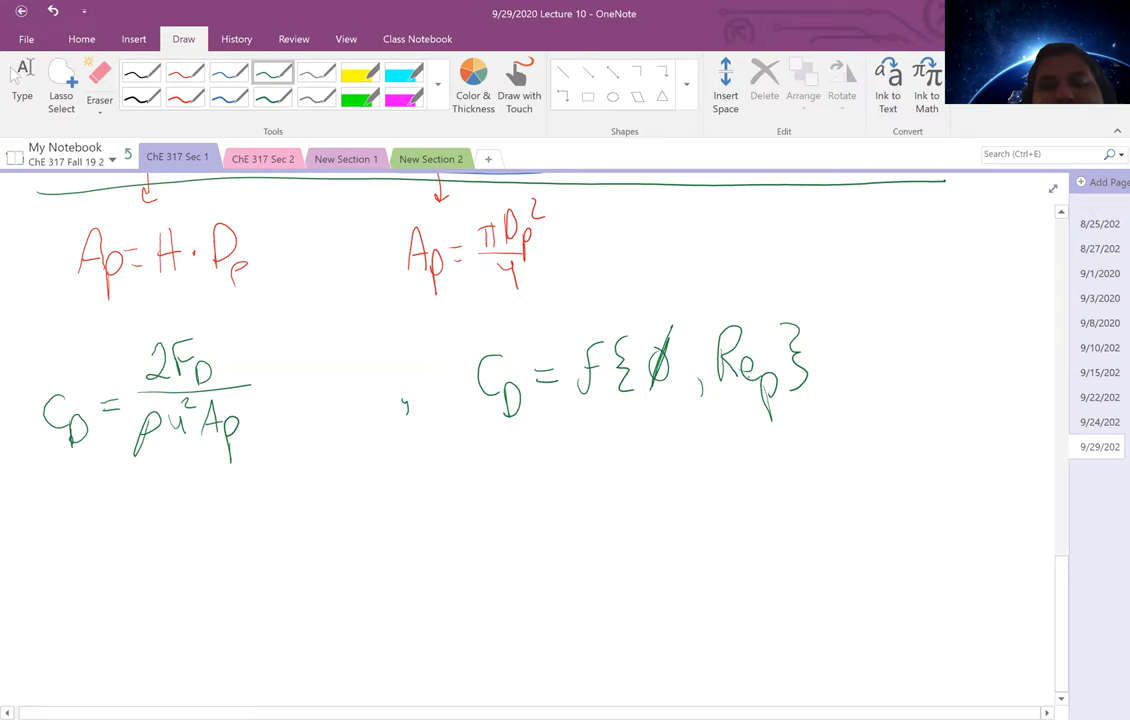 9/29/2020 Lecture 10 - OneNote
File Home Insert Draw History Review View Class Notebook
Type
Lasso Select
Eraser
Color & Thickness
Draw with Touch
Insert Space
Delete
Arrange
Rotate
Ink to Text
Ink to Math
Tools
Shapes
Edit
Convert
My Notebook
ChE 317 Fall 19 2
ChE 317 Sec 1
ChE 317 Sec 2
New Section 1
New Section 2
+
Search (Ctrl+E)
Add Page
8/25/202
8/27/202
9/1/2020
9/3/2020
9/8/2020
9/10/202
9/15/202
9/22/202
9/24/202
9/29/202
Ap = H · Dp
Ap = πDp²/4
C_D = 2F_D/ρu²Ap , C_D = f{ϕ, Re_p}